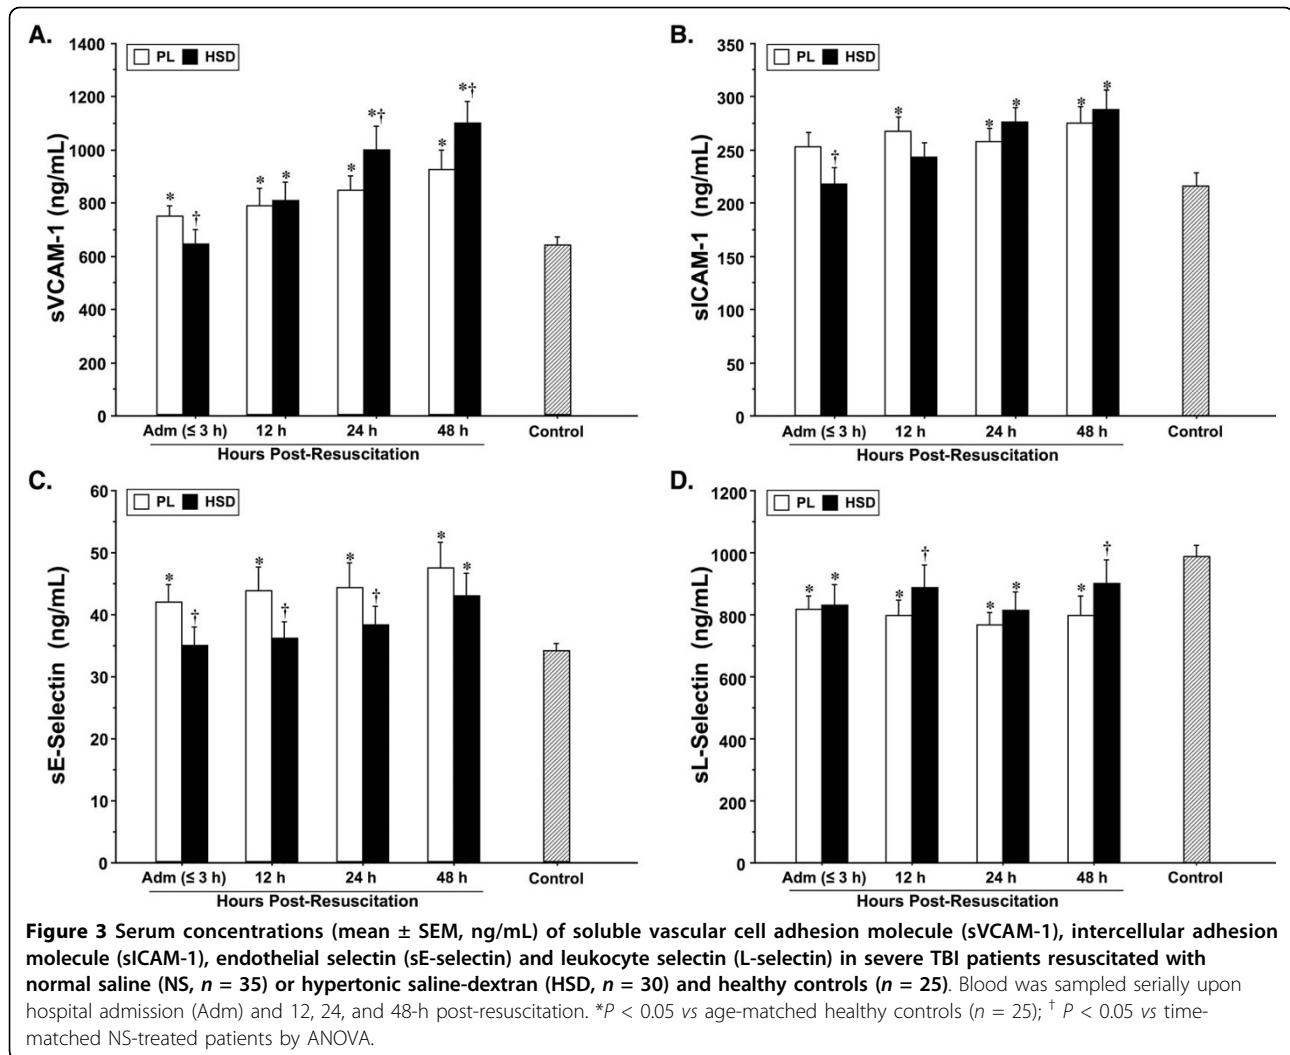 A.
PL HSD
1400
1200
1000
800
600
400
200
0
sVCAM-1 (ng/mL)
* † * * * *† * *†
Adm (≤ 3 h) 12 h 24 h 48 h Control
Hours Post-Resuscitation
B.
PL HSD
350
300
250
200
150
100
50
0
sICAM-1 (ng/mL)
† * * * * *
Adm (≤ 3 h) 12 h 24 h 48 h Control
Hours Post-Resuscitation
C.
PL HSD
60
50
40
30
20
10
0
sE-Selectin (ng/mL)
* † * † * † * *
Adm (≤ 3 h) 12 h 24 h 48 h Control
Hours Post-Resuscitation
D.
PL HSD
1200
1000
800
600
400
200
0
sL-Selectin (ng/mL)
* * * † * * * †
Adm (≤ 3 h) 12 h 24 h 48 h Control
Hours Post-Resuscitation
Figure 3 Serum concentrations (mean ± SEM, ng/mL) of soluble vascular cell adhesion molecule (sVCAM-1), intercellular adhesion
molecule (sICAM-1), endothelial selectin (sE-selectin) and leukocyte selectin (L-selectin) in severe TBI patients resuscitated with
normal saline (NS, n = 35) or hypertonic saline-dextran (HSD, n = 30) and healthy controls (n = 25). Blood was sampled serially upon
hospital admission (Adm) and 12, 24, and 48-h post-resuscitation. *P < 0.05 vs age-matched healthy controls (n = 25); † P < 0.05 vs time-
matched NS-treated patients by ANOVA.